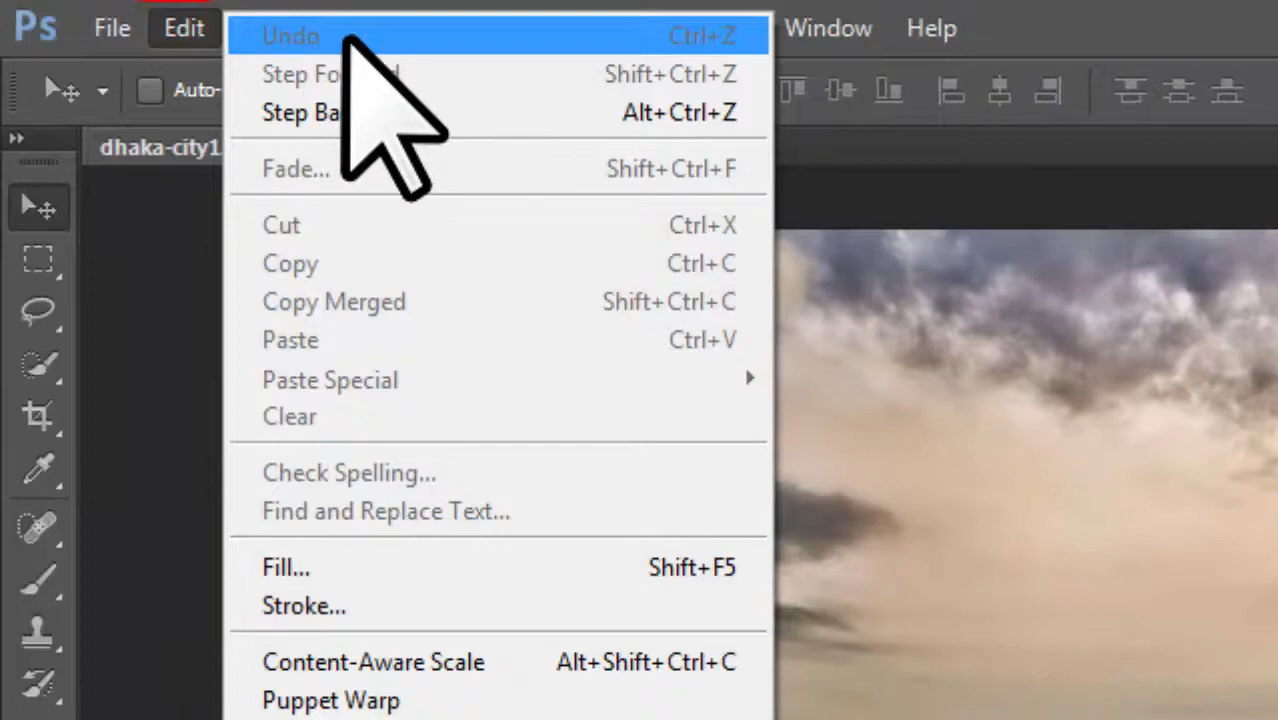 Ps File Edit Window Help
Undo Ctrl+Z
Auto-
Step Shift+Ctrl+Z
Step Alt+Ctrl+Z
dhaka-city1
Fade... Shift+Ctrl+F
Cut Ctrl+X
Copy Ctrl+C
Copy Merged Shift+Ctrl+C
Paste Ctrl+V
Paste Special
Clear
Check Spelling...
Find and Replace Text...
Fill... Shift+F5
Stroke...
Content-Aware Scale Alt+Shift+Ctrl+C
Puppet Warp